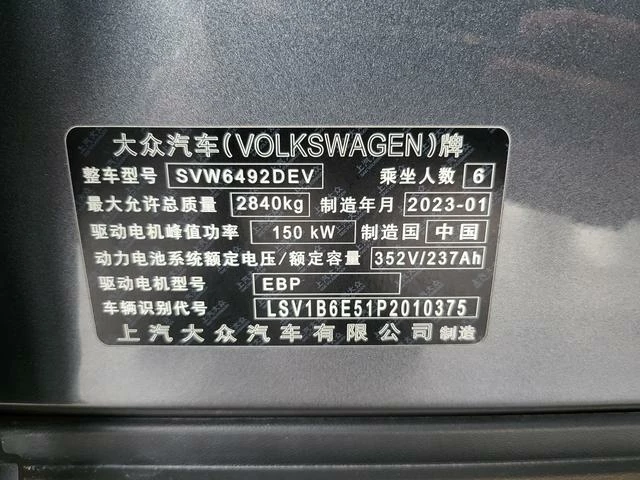 大众汽车(VOLKSWAGEN)牌
整车型号 SVW6492DEV 乘坐人数 6
最大允许总质量 2840kg 制造年月 2023-01
驱动电机峰值功率 150 kW 制造国 中国
动力电池系统额定电压/额定容量 352V/237Ah
驱动电机型号 EBP
车辆识别代号 LSV1B6E51P2010375
上汽大众汽车有限公司 制造